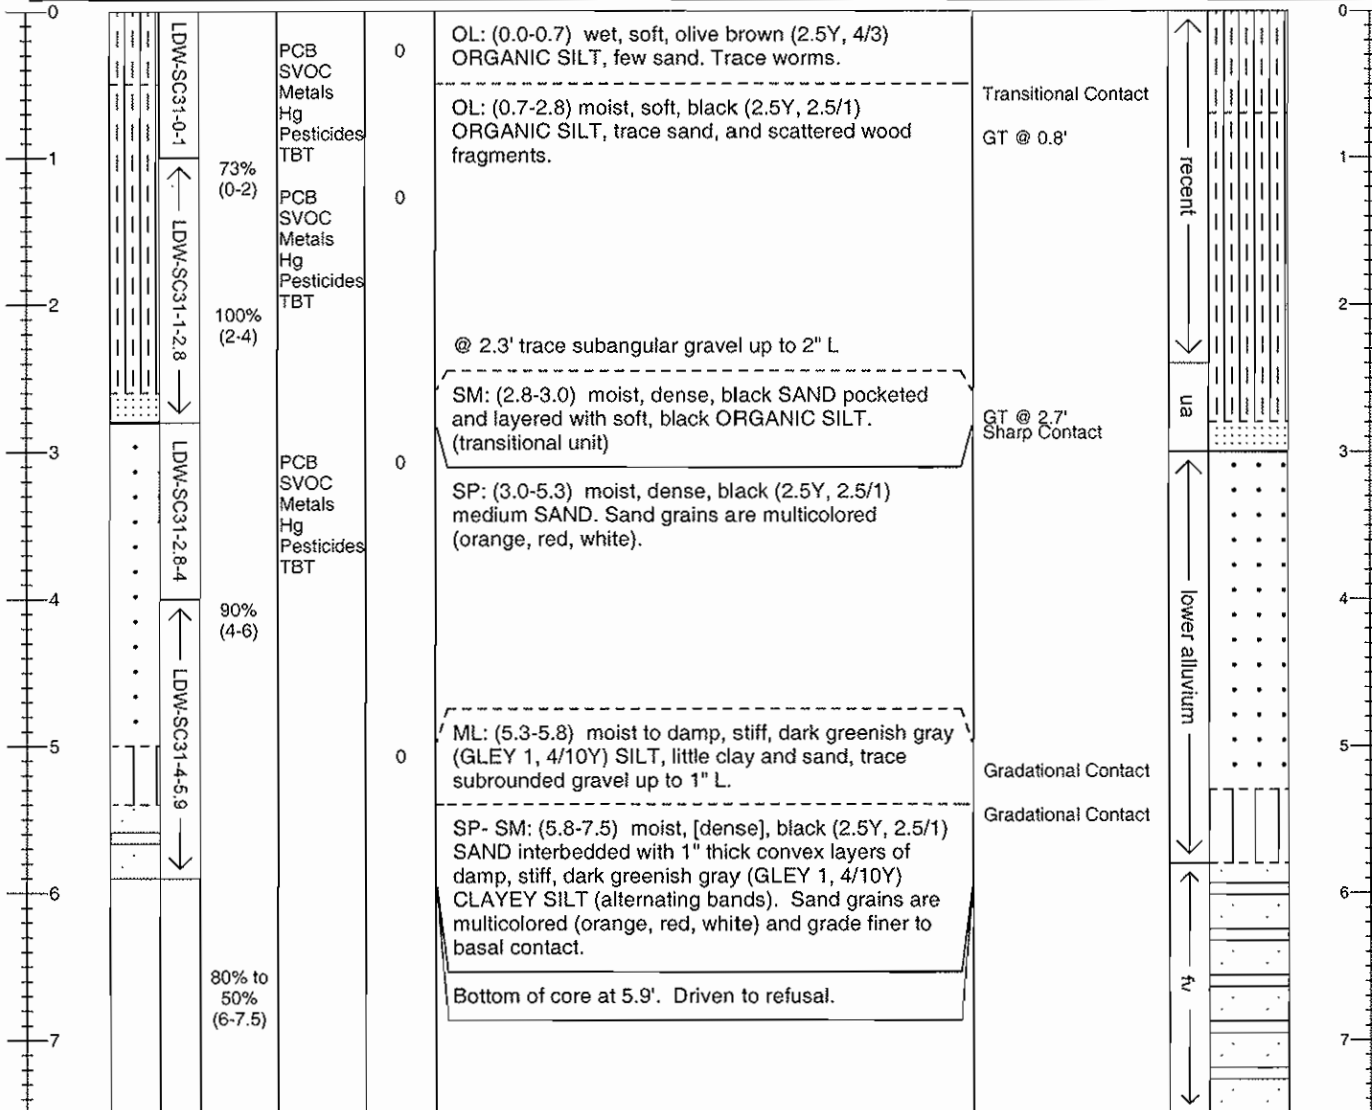 0
LDW-SC31-0-1
PCB
SVOC
Metals
Hg
Pesticides
TBT
0
OL: (0.0-0.7) wet, soft, olive brown (2.5Y, 4/3)
ORGANIC SILT, few sand. Trace worms.
Transitional Contact
OL: (0.7-2.8) moist, soft, black (2.5Y, 2.5/1)
ORGANIC SILT, trace sand, and scattered wood
fragments.
GT @ 0.8'
recent
0
1
73%
(0-2)
LDW-SC31-1-2.8
PCB
SVOC
Metals
Hg
Pesticides
TBT
0
1
2
100%
(2-4)
@ 2.3' trace subangular gravel up to 2" L
2
SM: (2.8-3.0) moist, dense, black SAND pocketed
and layered with soft, black ORGANIC SILT.
(transitional unit)
GT @ 2.7'
Sharp Contact
ua
3
LDW-SC31-2.8-4
PCB
SVOC
Metals
Hg
Pesticides
TBT
0
SP: (3.0-5.3) moist, dense, black (2.5Y, 2.5/1)
medium SAND. Sand grains are multicolored
(orange, red, white).
3
4
90%
(4-6)
LDW-SC31-4-5.9
lower alluvium
4
5
0
ML: (5.3-5.8) moist to damp, stiff, dark greenish gray
(GLEY 1, 4/10Y) SILT, little clay and sand, trace
subrounded gravel up to 1" L.
Gradational Contact
5
Gradational Contact
SP- SM: (5.8-7.5) moist, [dense], black (2.5Y, 2.5/1)
SAND interbedded with 1" thick convex layers of
damp, stiff, dark greenish gray (GLEY 1, 4/10Y)
CLAYEY SILT (alternating bands). Sand grains are
multicolored (orange, red, white) and grade finer to
basal contact.
6
6
80% to
50%
(6-7.5)
Bottom of core at 5.9'. Driven to refusal.
fv
7
7